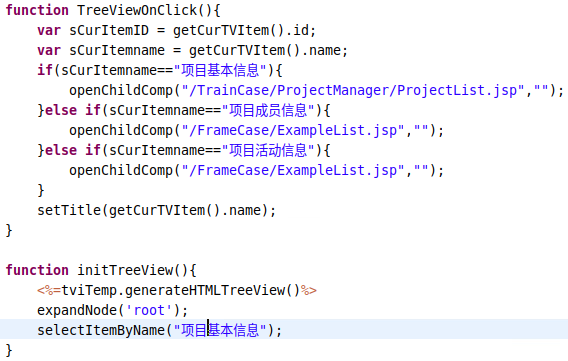 function TreeViewOnClick(){
    var sCurItemID = getCurTVItem().id;
    var sCurItemname = getCurTVItem().name;
    if(sCurItemname=="项目基本信息"){
        openChildComp("/TrainCase/ProjectManager/ProjectList.jsp","");
    }else if(sCurItemname=="项目成员信息"){
        openChildComp("/FrameCase/ExampleList.jsp","");
    }else if(sCurItemname=="项目活动信息"){
        openChildComp("/FrameCase/ExampleList.jsp","");
    }
    setTitle(getCurTVItem().name);
}

function initTreeView(){
    <%=tviTemp.generateHTMLTreeView()%>
    expandNode('root');
    selectItemByName("项目基本信息");
}